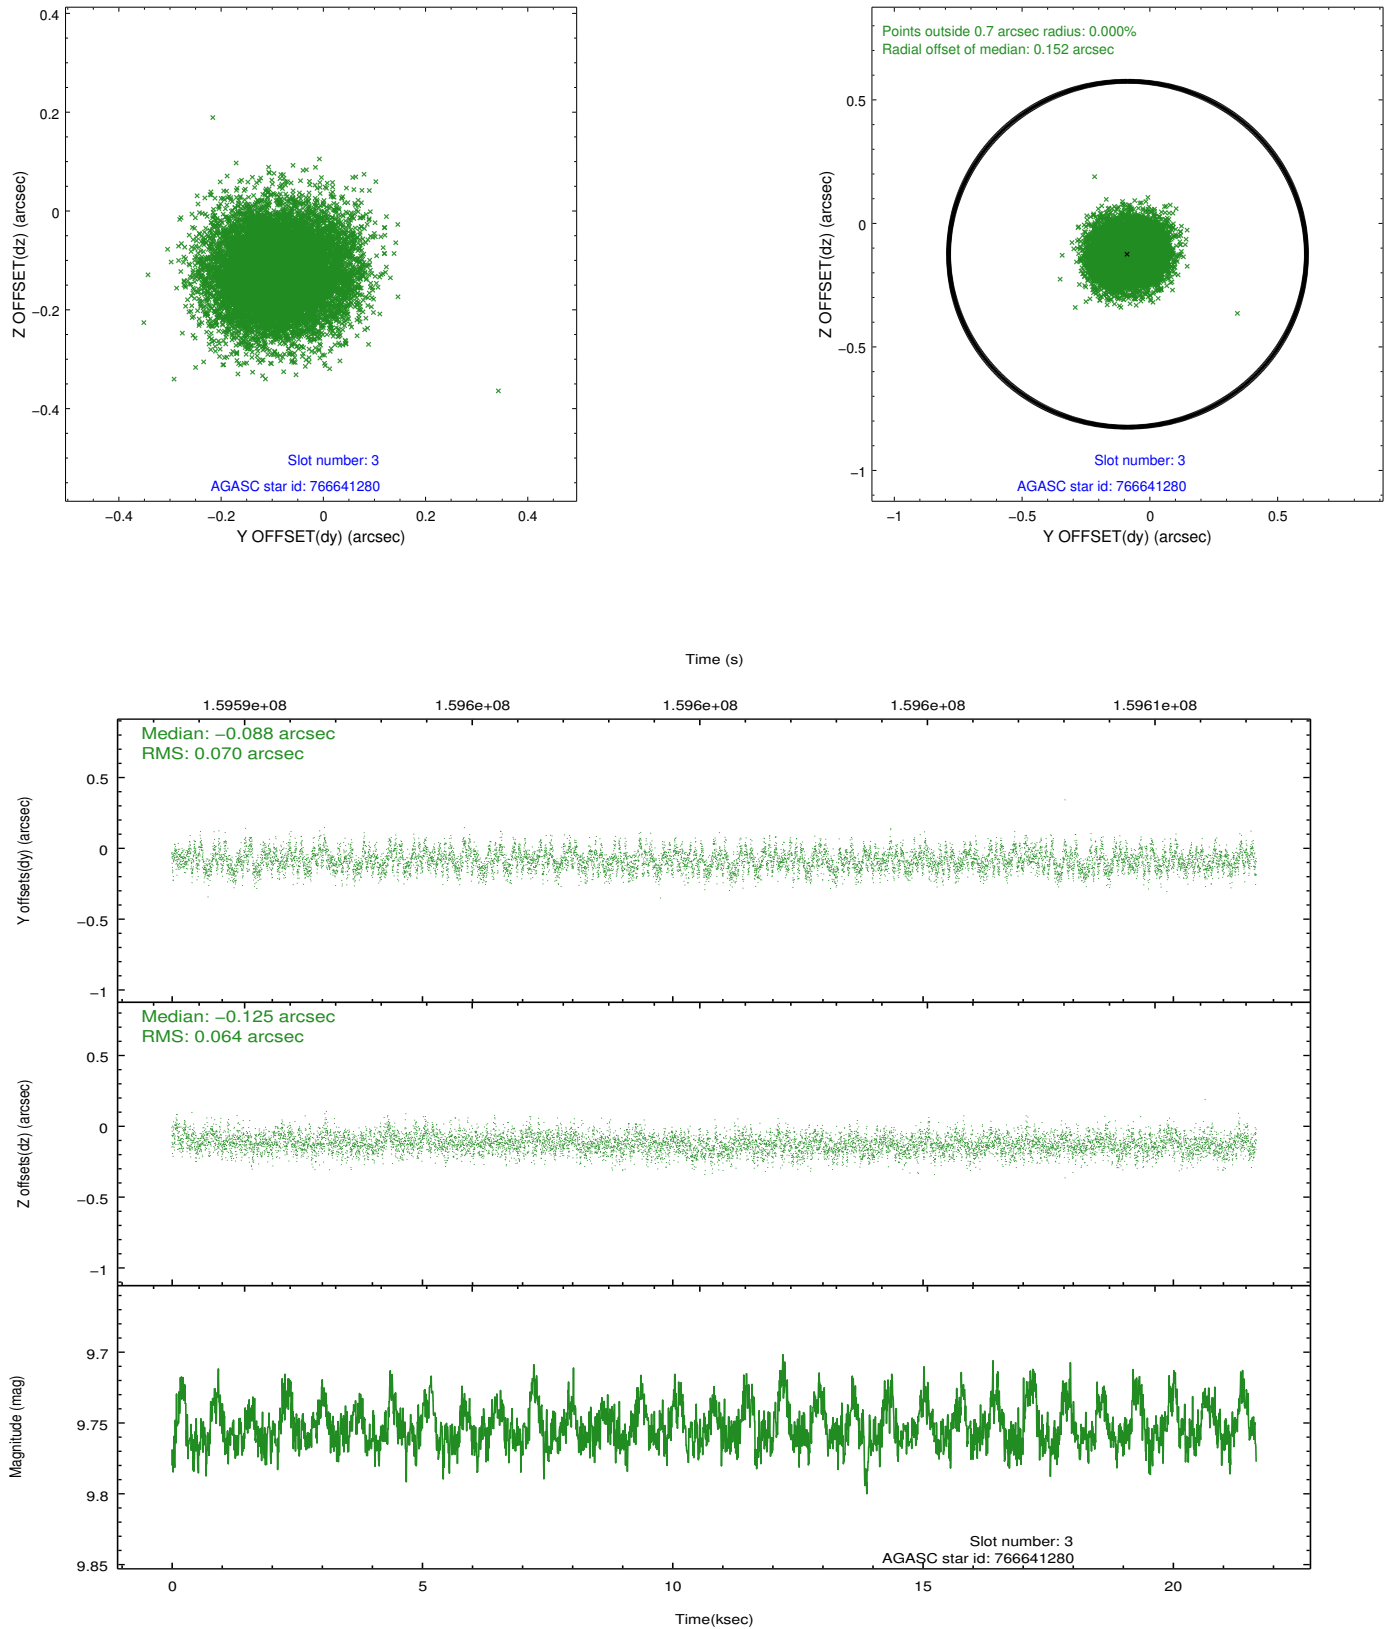 0.4
0.2
0
−0.2
−0.4
Z OFFSET(dz) (arcsec)
Slot number: 3
AGASC star id: 766641280
−0.4 −0.2 0 0.2 0.4
Y OFFSET(dy) (arcsec)
Points outside 0.7 arcsec radius: 0.000%
Radial offset of median: 0.152 arcsec
0.5
0
−0.5
−1
Z OFFSET(dz) (arcsec)
Slot number: 3
AGASC star id: 766641280
−1 −0.5 0 0.5
Y OFFSET(dy) (arcsec)
Time (s)
1.5959e+08 1.596e+08 1.596e+08 1.596e+08 1.5961e+08
Median: −0.088 arcsec
RMS: 0.070 arcsec
0.5
0
−0.5
−1
Y offsets(dy) (arcsec)
Median: −0.125 arcsec
RMS: 0.064 arcsec
0.5
0
−0.5
−1
Z offsets(dz) (arcsec)
9.7
9.75
9.8
9.85
Magnitude (mag)
Slot number: 3
AGASC star id: 766641280
0 5 10 15 20
Time(ksec)